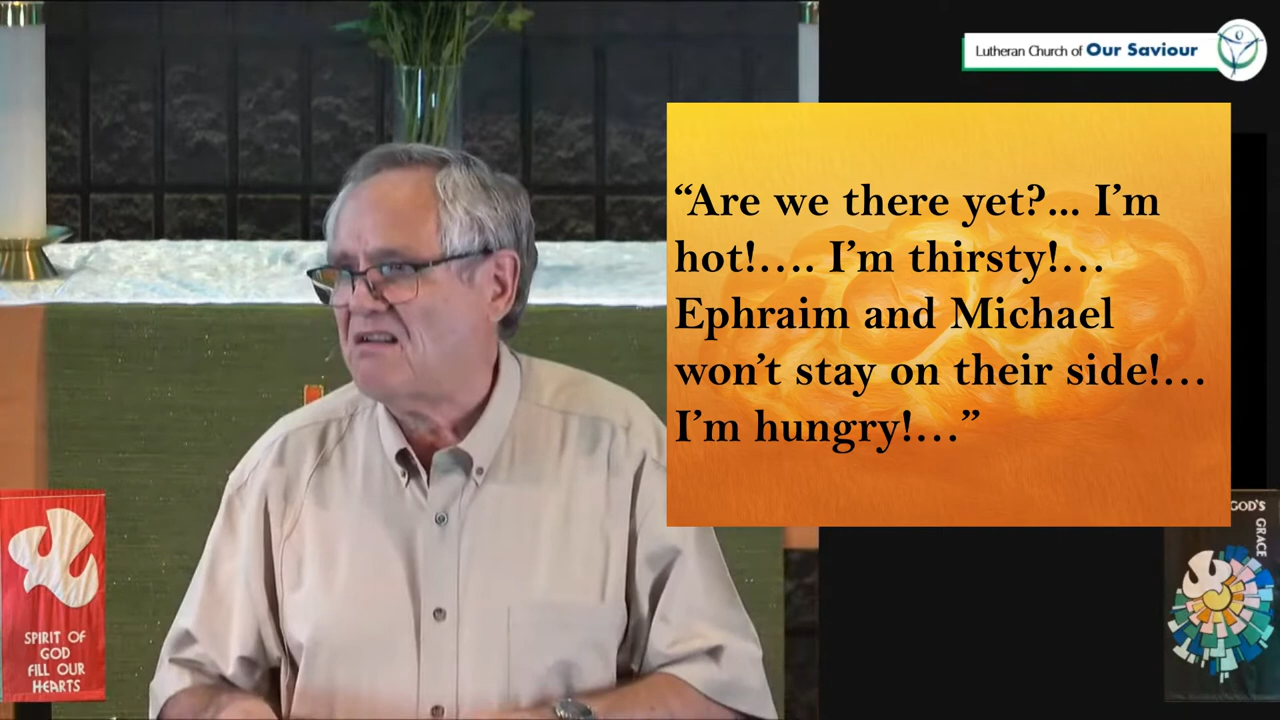 Lutheran Church of Our Saviour
“Are we there yet?... I’m
hot!.... I’m thirsty!...
Ephraim and Michael
won’t stay on their side!...
I’m hungry!...”
SPIRIT OF
GOD
FILL OUR
HEARTS
GOD'S
GRACE